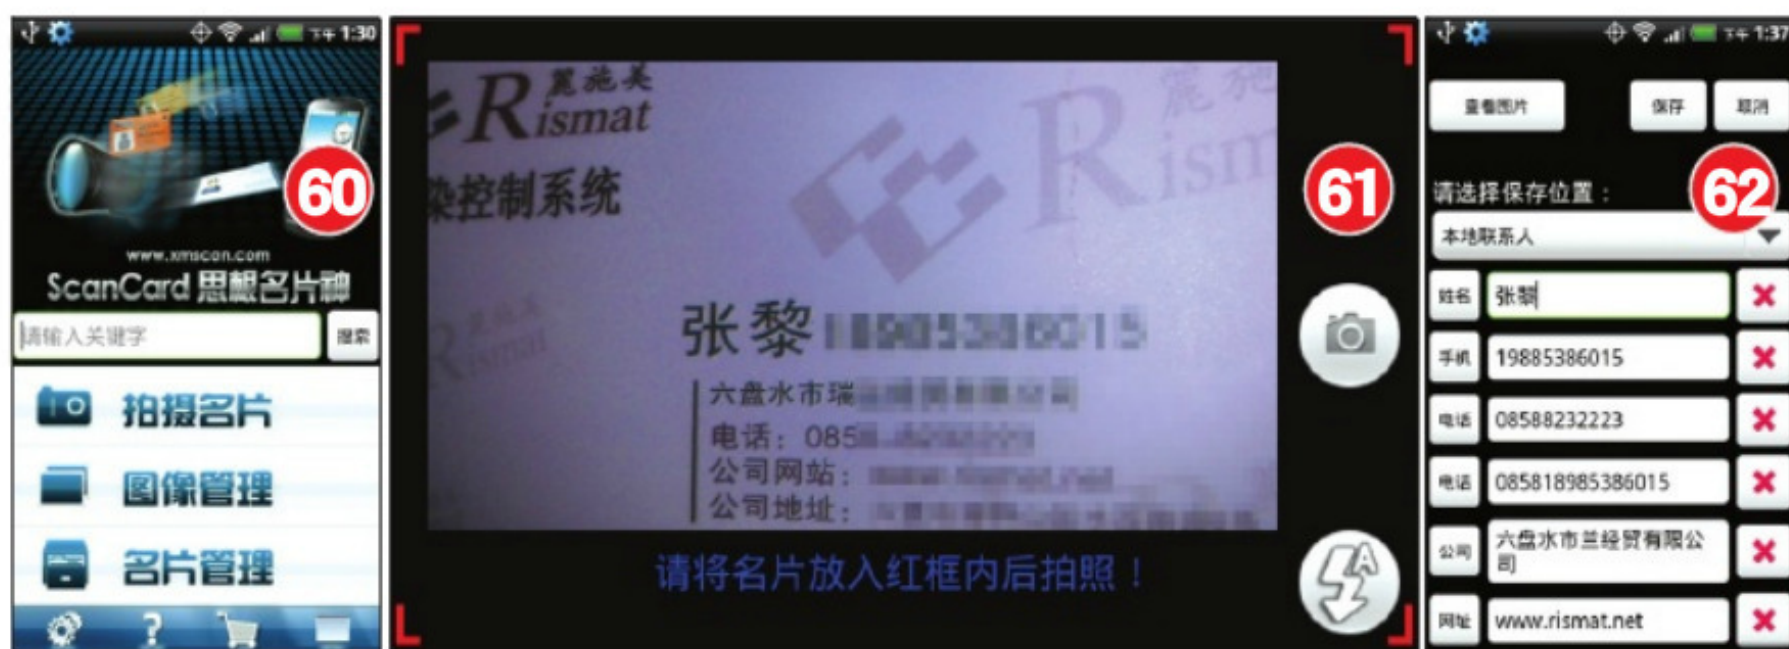 下午 1:30
60
www.xmscan.com
ScanCard 思赧名片神
请输入关键字
搜索
拍摄名片
图像管理
名片管理
麗施美
Rismat
染控制系统
麗施
Rism
张黎
六盘水市瑞
电话：085
公司网站：
公司地址：
请将名片放入红框内后拍照！
61
A
下午 1:37
查看图片
保存
取消
62
请选择保存位置：
本地联系人
姓名
张黎
手机
19885386015
电话
08588232223
电话
085818985386015
公司
六盘水市兰经贸有限公
司
网址
www.rismat.net